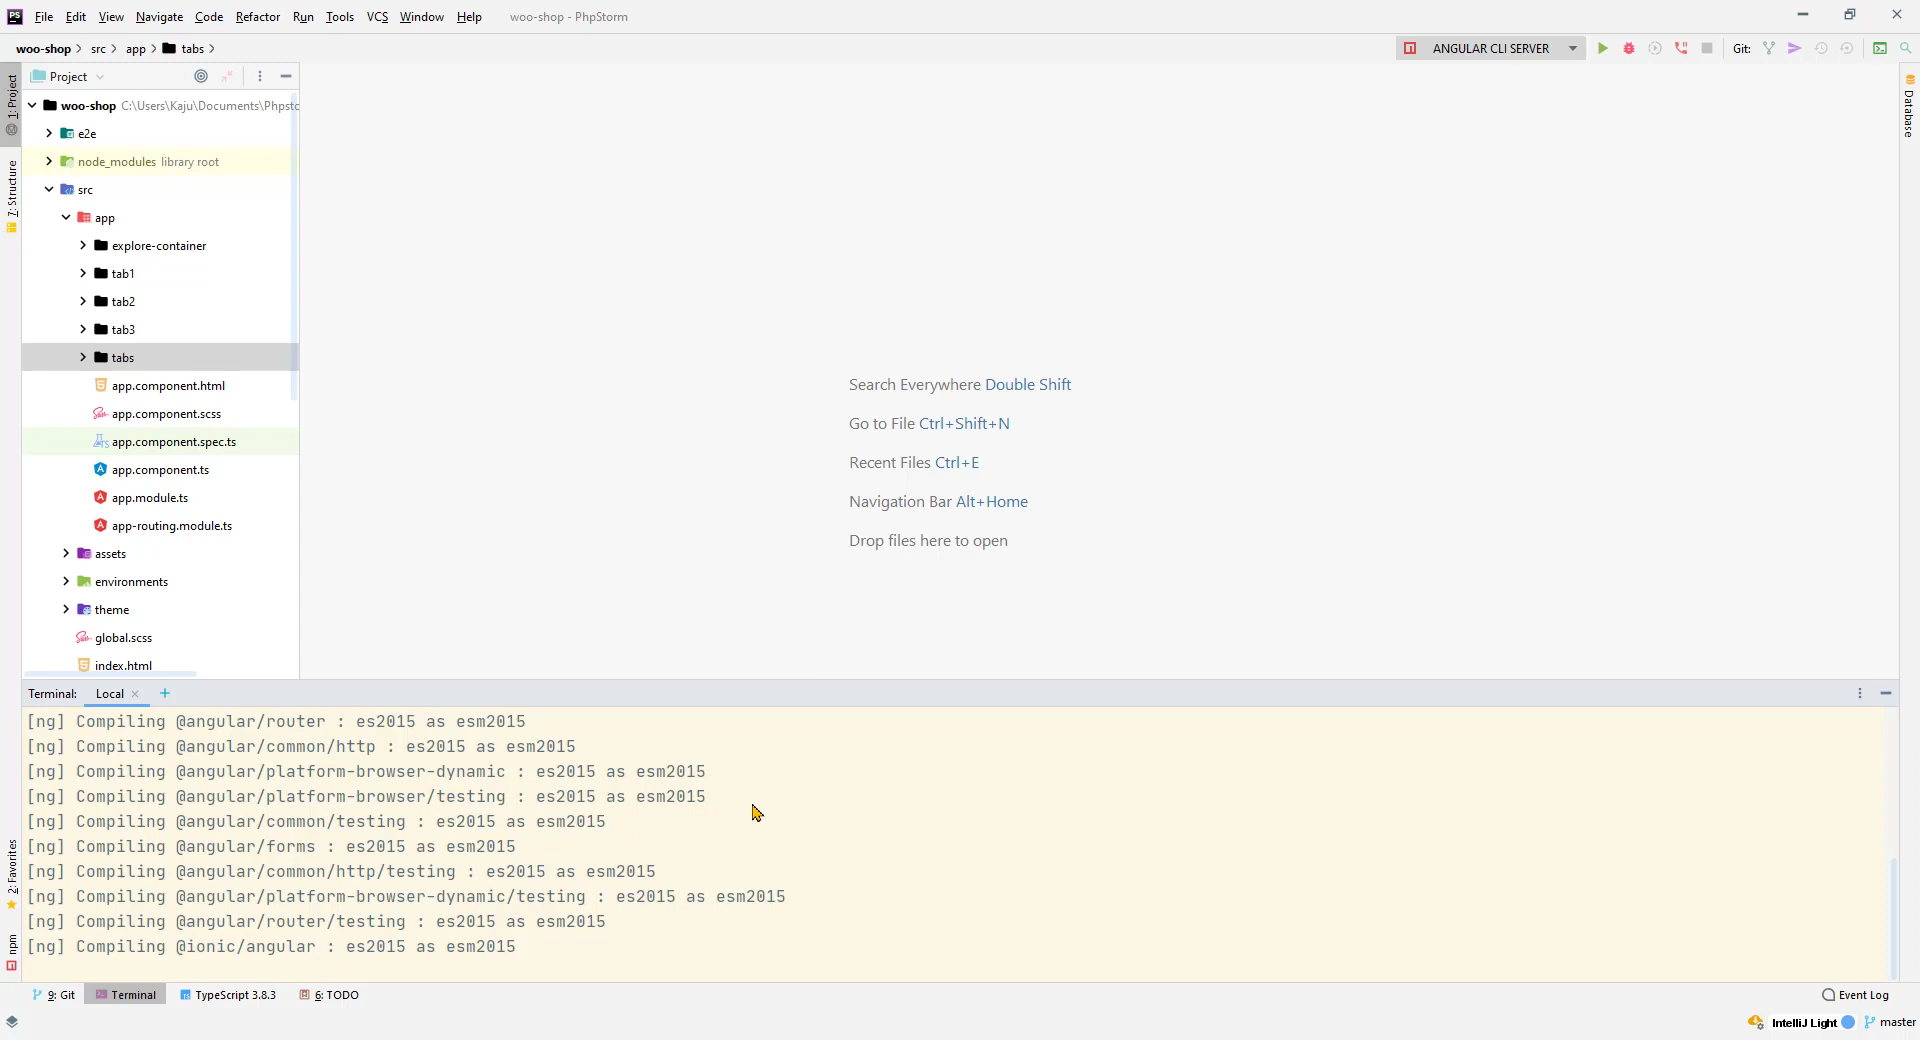 PS File Edit View Navigate Code Refactor Run Tools VCS Window Help woo-shop - PhpStorm
woo-shop src app tabs
ANGULAR CLI SERVER Git:
Project
1: Project
woo-shop C:\Users\Kaju\Documents\Phpsto
e2e
node_modules library root
src
app
explore-container
tab1
tab2
tab3
tabs
app.component.html
app.component.scss
app.component.spec.ts
app.component.ts
app.module.ts
app-routing.module.ts
assets
environments
theme
global.scss
index.html
7: Structure
Database
Search Everywhere Double Shift
Go to File Ctrl+Shift+N
Recent Files Ctrl+E
Navigation Bar Alt+Home
Drop files here to open
Terminal: Local
[ng] Compiling @angular/router : es2015 as esm2015
[ng] Compiling @angular/common/http : es2015 as esm2015
[ng] Compiling @angular/platform-browser-dynamic : es2015 as esm2015
[ng] Compiling @angular/platform-browser/testing : es2015 as esm2015
[ng] Compiling @angular/common/testing : es2015 as esm2015
[ng] Compiling @angular/forms : es2015 as esm2015
[ng] Compiling @angular/common/http/testing : es2015 as esm2015
[ng] Compiling @angular/platform-browser-dynamic/testing : es2015 as esm2015
[ng] Compiling @angular/router/testing : es2015 as esm2015
[ng] Compiling @ionic/angular : es2015 as esm2015
2: Favorites
npm
9: Git Terminal TypeScript 3.8.3 6: TODO Event Log
IntelliJ Light master